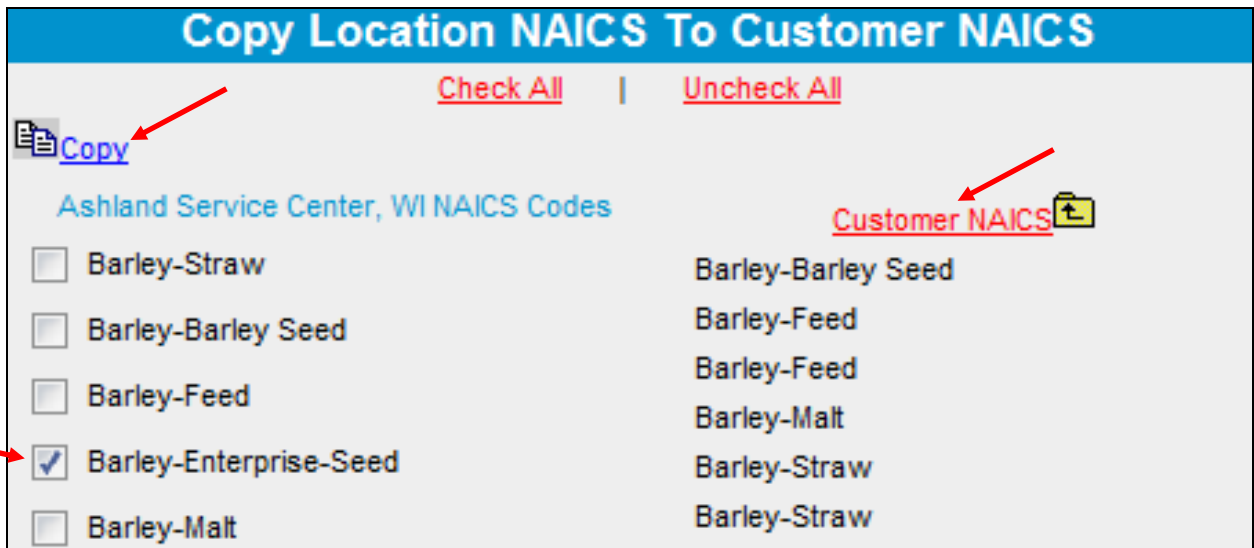 Copy Location NAICS To Customer NAICS
Check All | Uncheck All
Copy
Ashland Service Center, WI NAICS Codes
Customer NAICS
Barley-Straw
Barley-Barley Seed
Barley-Feed
Barley-Enterprise-Seed
Barley-Malt
Barley-Barley Seed
Barley-Feed
Barley-Feed
Barley-Malt
Barley-Straw
Barley-Straw